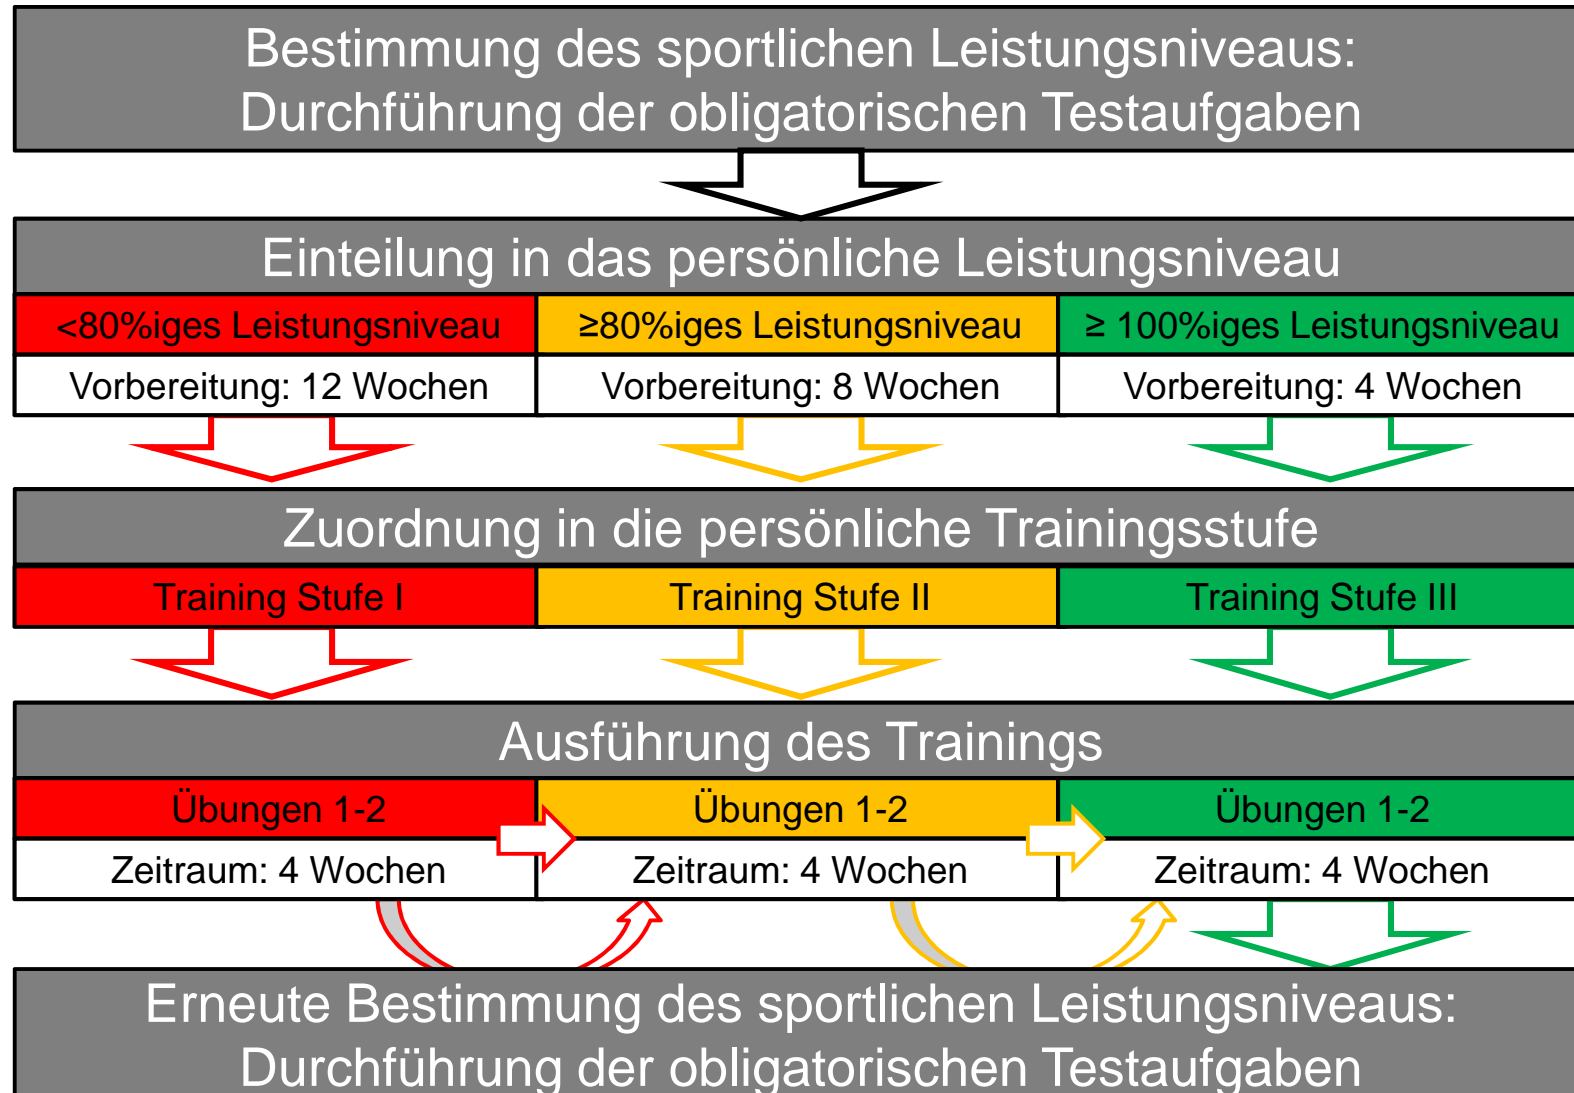 Bestimmung des sportlichen Leistungsniveaus:
Durchführung der obligatorischen Testaufgaben
Einteilung in das persönliche Leistungsniveau
<80%iges Leistungsniveau
≥80%iges Leistungsniveau
≥ 100%iges Leistungsniveau
Vorbereitung: 12 Wochen
Vorbereitung: 8 Wochen
Vorbereitung: 4 Wochen
Zuordnung in die persönliche Trainingsstufe
Training Stufe I
Training Stufe II
Training Stufe III
Ausführung des Trainings
Übungen 1-2
Übungen 1-2
Übungen 1-2
Zeitraum: 4 Wochen
Zeitraum: 4 Wochen
Zeitraum: 4 Wochen
Erneute Bestimmung des sportlichen Leistungsniveaus:
Durchführung der obligatorischen Testaufgaben